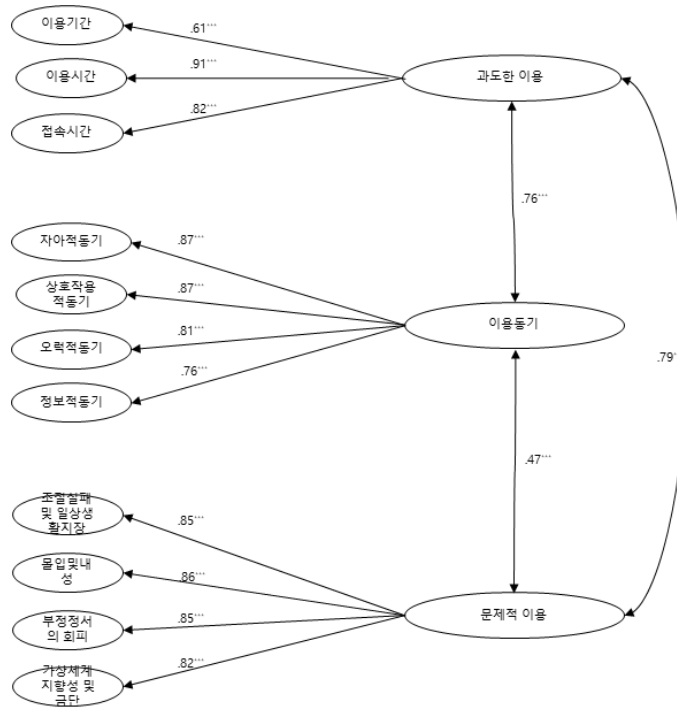 이용기간
.61***
이용시간
.91***
과도한 이용
.82***
접속시간
.76***
자아적동기
.87***
상호작용
적동기
.87***
이용동기
오락적동기
.81***
.79*
정보적동기
.76***
.47***
조절실패
및 일상생
활지장
.85***
몰입및내
성
.86***
부정정서
의 회피
.85***
문제적 이용
가상세계
지향성 및
금단
.82***